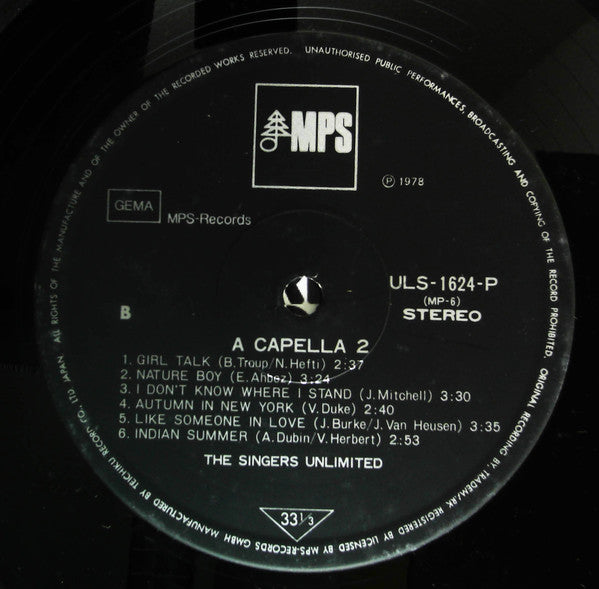 ALL RIGHTS OF THE MANUFACTURE AND OF THE OWNER OF THE RECORDED WORKS RESERVED. UNAUTHORISED PUBLIC PERFORMANCES, BROADCASTING AND COPYING OF THE RECORD PROHIBITED.
ORIGINAL RECORDING BY. TRADEMARK REGISTERED BY LICENSED BY MPS-RECORDS GMBH MANUFACTURED BY TEICHIKU RECORD CO, LTD JAPAN
MPS
℗ 1978
GEMA
MPS-Records
ULS-1624-P
(MP-6)
STEREO
B
A CAPELLA 2
1. GIRL TALK (B.Troup/N.Hefti) 2:37
2. NATURE BOY (E.Ahbez) 3:24
3. I DON'T KNOW WHERE I STAND (J.Mitchell) 3:30
4. AUTUMN IN NEW YORK (V.Duke) 2:40
5. LIKE SOMEONE IN LOVE (J.Burke/J.Van Heusen) 3:35
6. INDIAN SUMMER (A.Dubin/V.Herbert) 2:53
THE SINGERS UNLIMITED
33 1/3